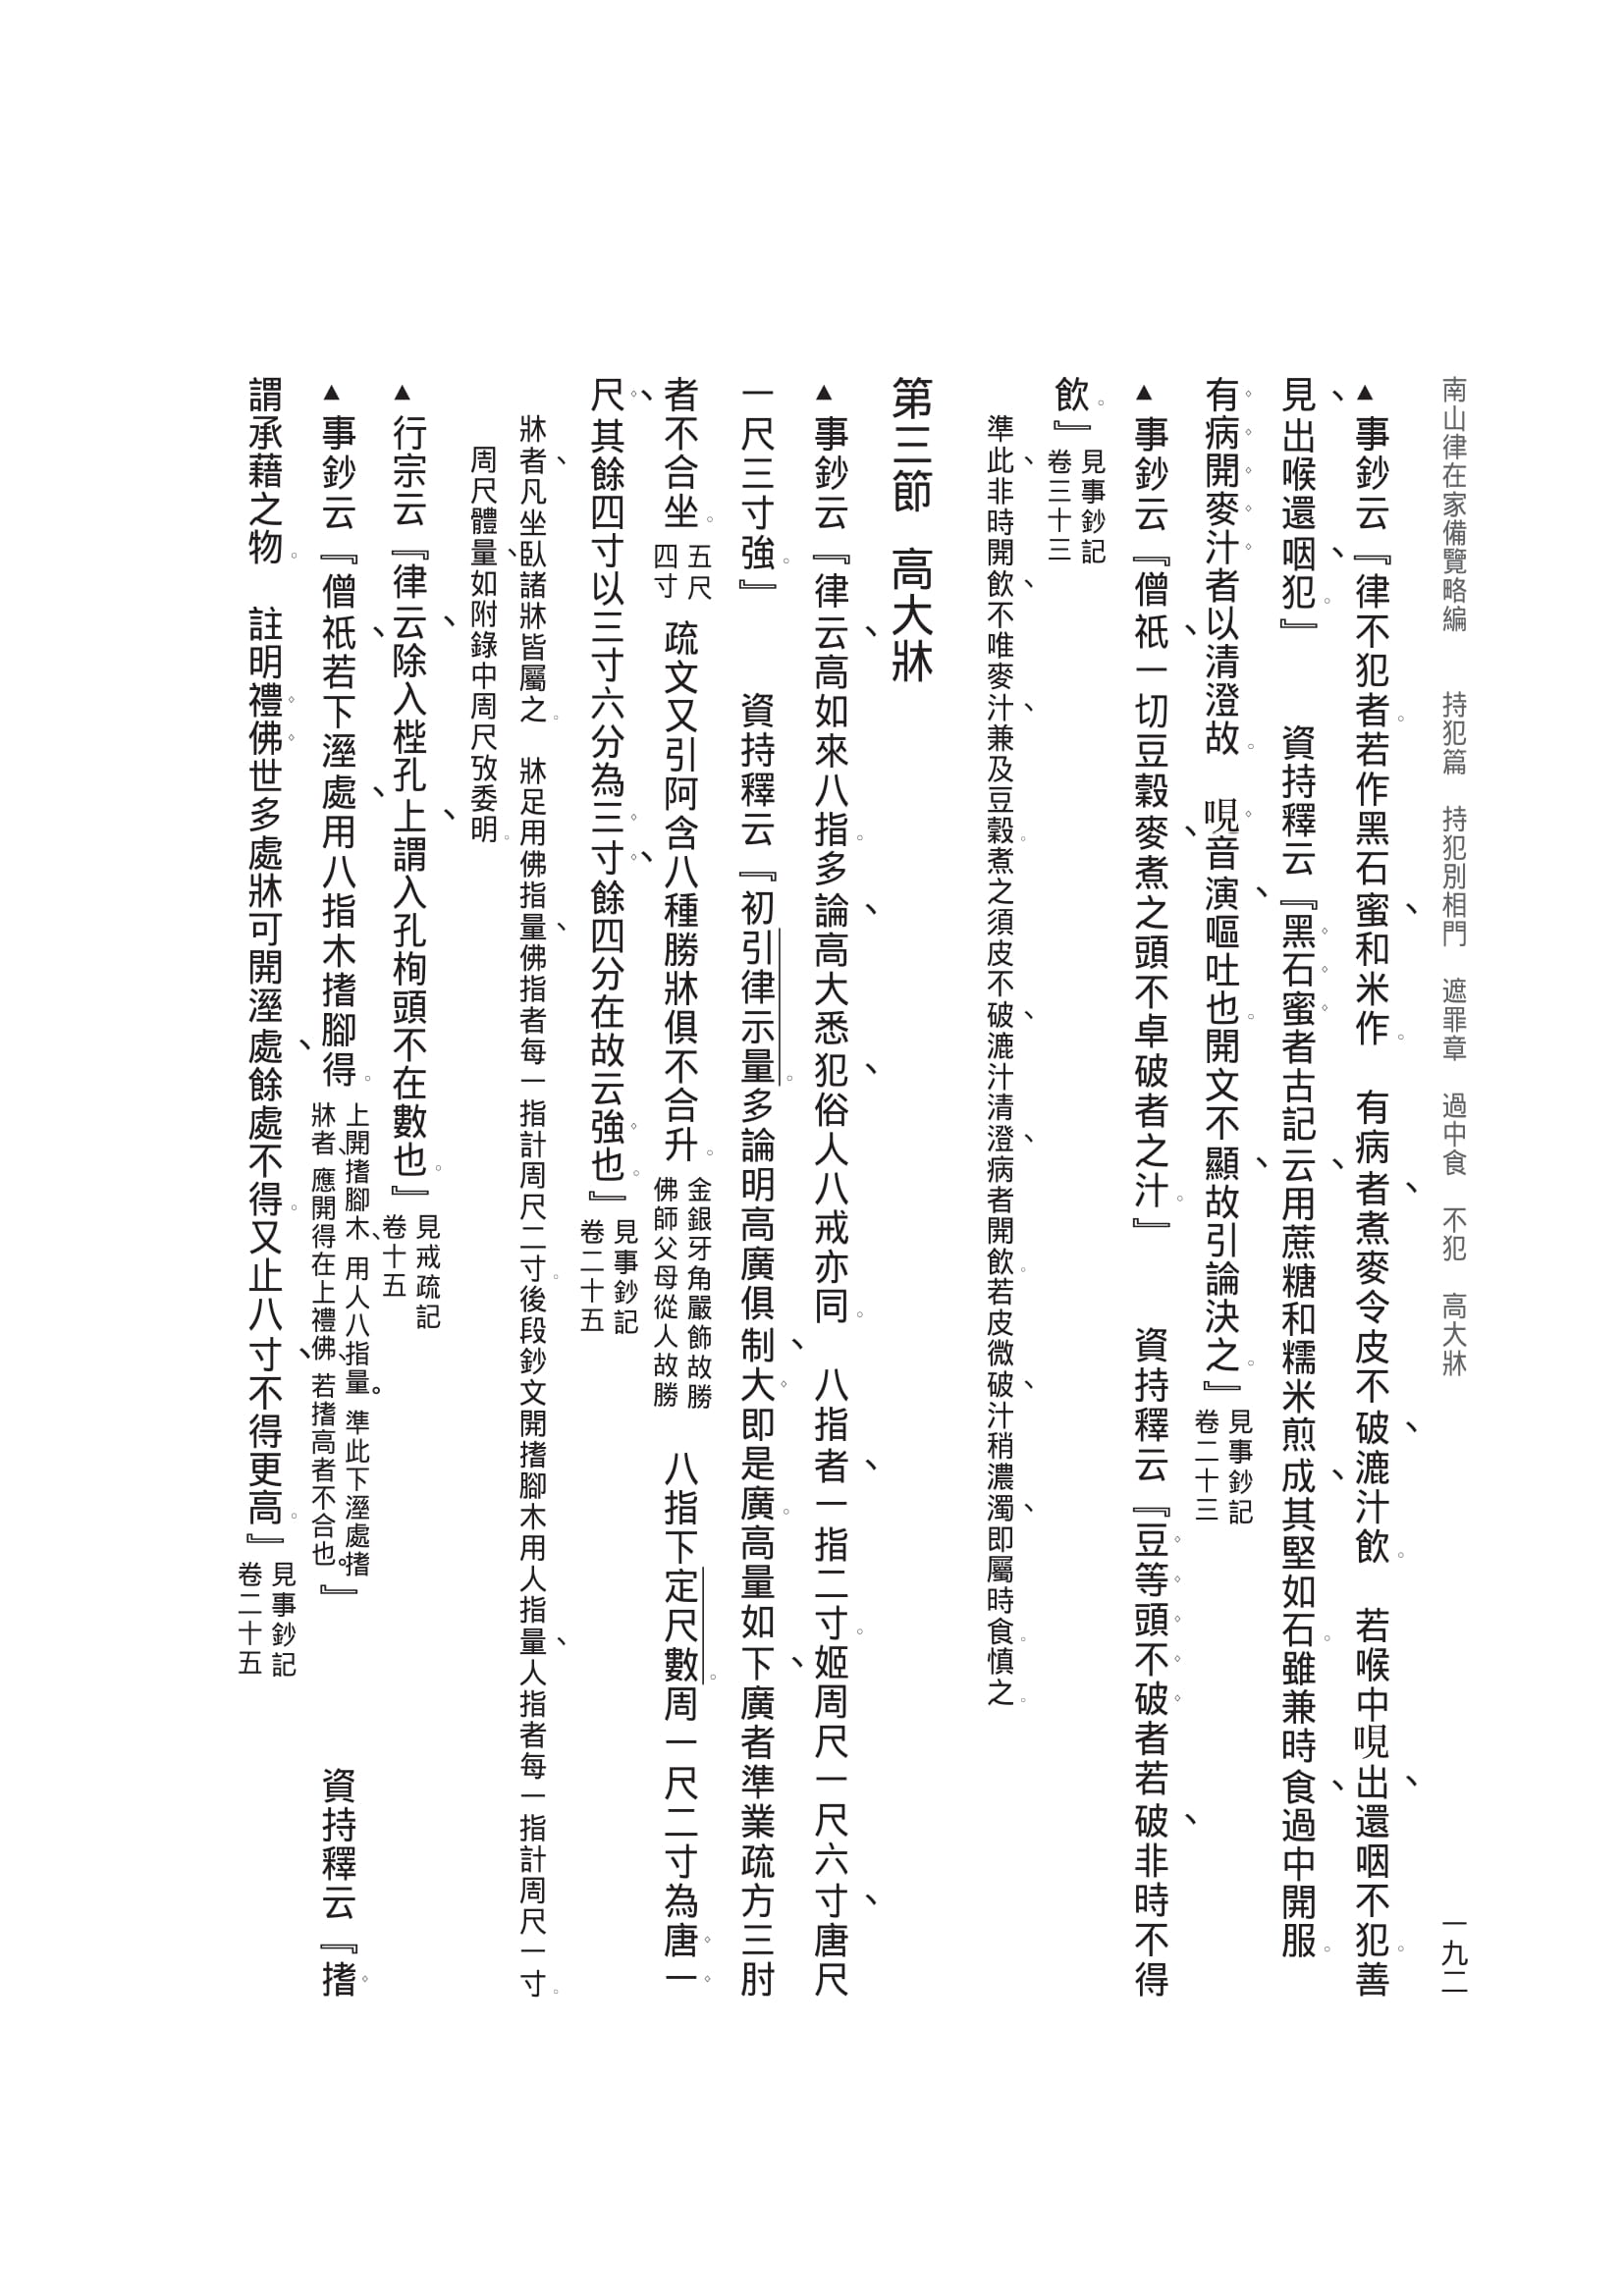 南山律在家備覽略編　持犯篇　持犯別相門　遮罪章　過中食　不犯　高大牀　一九二
▲事鈔云『律不犯者。若作黑石蜜、和米作。　有病者、煮麥令皮不破、漉汁飲。　若喉中哯出、還咽不犯。善
見、出喉還咽、犯。』　資持釋云『黑石蜜者古記云、用蔗糖和糯米煎成、其堅如石。雖兼時食、過中開服。
有病開麥汁者以清澄故。　哯音演、嘔吐也。開文不顯、故引論決之。』見事鈔記卷二十三
▲事鈔云『僧祇、一切豆穀麥、煮之頭不卓破者之汁。』　資持釋云『豆等頭不破者若破、非時不得
飲。』見事鈔記卷三十三
準此、非時開飲、不唯麥汁、兼及豆穀。煮之須皮不破、漉汁清澄、病者開飲。若皮微破、汁稍濃濁、即屬時食。慎之。
第三節　高大牀
▲事鈔云『律云、高如來八指。多論、高大悉犯、俗人八戒亦同。　八指者、一指二寸。姬周尺一尺六寸、唐尺
一尺三寸強。』　資持釋云『初引律示量。多論明高廣俱制、大即是廣。高量如下、廣者準業疏方三肘
者不合坐。五尺四寸　疏文又引阿含八種勝牀俱不合升。金銀牙角嚴飾故勝佛師父母從人故勝　八指下定尺數。周一尺二寸為唐一
尺、其餘四寸以三寸六分為三寸、餘四分在故云強也。』見事鈔記卷二十五
牀者、凡坐臥諸牀皆屬之。　牀足用佛指量、佛指者每一指計周尺二寸。後段鈔文開揩腳木用人指量、人指者每一指計周尺一寸。
周尺體量、如附錄中周尺攷委明。
▲行宗云『律云、除入梐孔上、謂入孔栒頭不在數也。』見戒疏記卷十五
▲事鈔云『僧祇、若下溼處、用八指木揩腳得。上開揩腳木、用人八指量。準此下溼處揩牀者、應開得在上禮佛、若揩高者不合也。』　資持釋云『揩
謂承藉之物。　註明禮佛世多處牀可開溼處、餘處不得。又止八寸、不得更高。』見事鈔記卷二十五